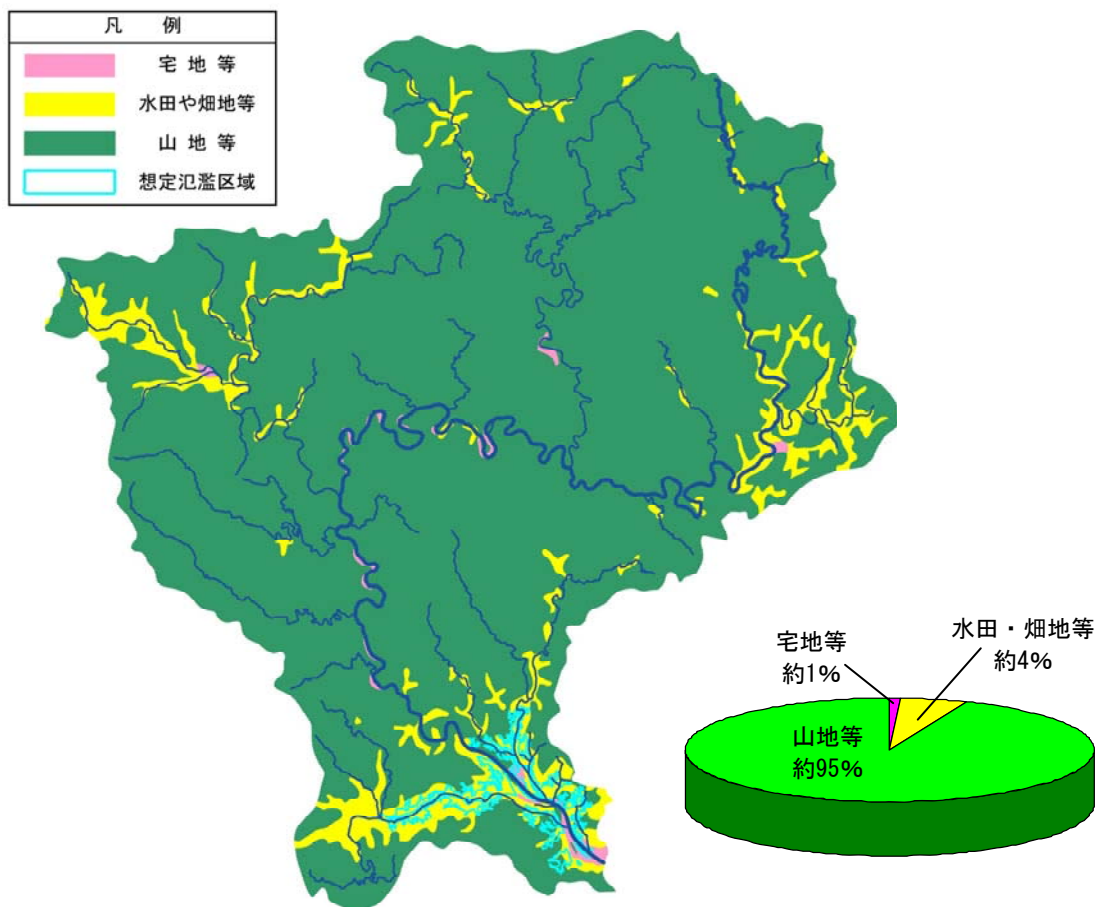 凡 例
宅 地 等
水田や畑地等
山 地 等
想定氾濫区域
宅地等
約1%
水田・畑地等
約4%
山地等
約95%